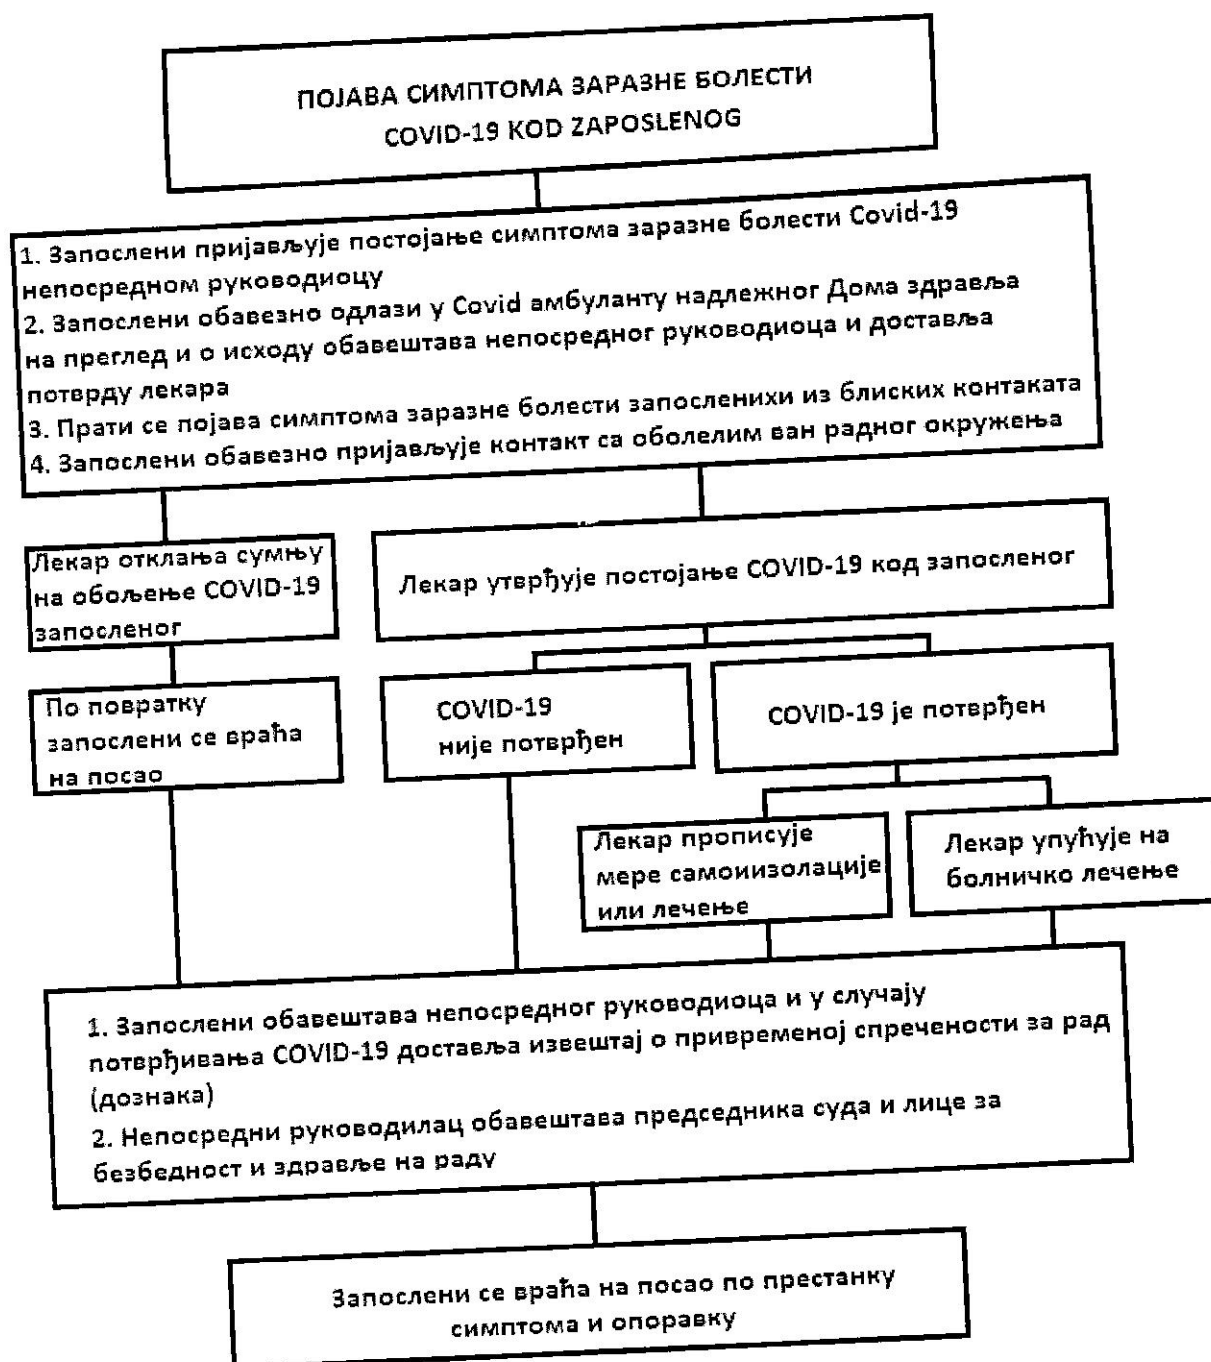 ПОЈАВА СИМПТОМА ЗАРАЗНЕ БОЛЕСТИ
COVID-19 KOD ZAPOSLENOG
1. Запослени пријављује постојање симптома заразне болести Covid-19
непосредном руководиоцу
2. Запослени обавезно одлази у Covid амбуланту надлежног Дома здравља
на преглед и о исходу обавештава непосредног руководиоца и доставља
потврду лекара
3. Прати се појава симптома заразне болести запосленихи из блиских контаката
4. Запослени обавезно пријављује контакт са оболелим ван радног окружења
Лекар отклања сумњу
на обољење COVID-19
запосленог
Лекар утврђује постојање COVID-19 код запосленог
По повратку
запослени се враћа
на посао
COVID-19
није потврђен
COVID-19 је потврђен
Лекар прописује
мере самоиизолације
или лечење
Лекар упућује на
болничко лечење
1. Запослени обавештава непосредног руководиоца и у случају
потврђивања COVID-19 доставља извештај о привременој спречености за рад
(дознака)
2. Непосредни руководилац обавештава председника суда и лице за
безбедност и здравље на раду
Запослени се враћа на посао по престанку
симптома и опоравку